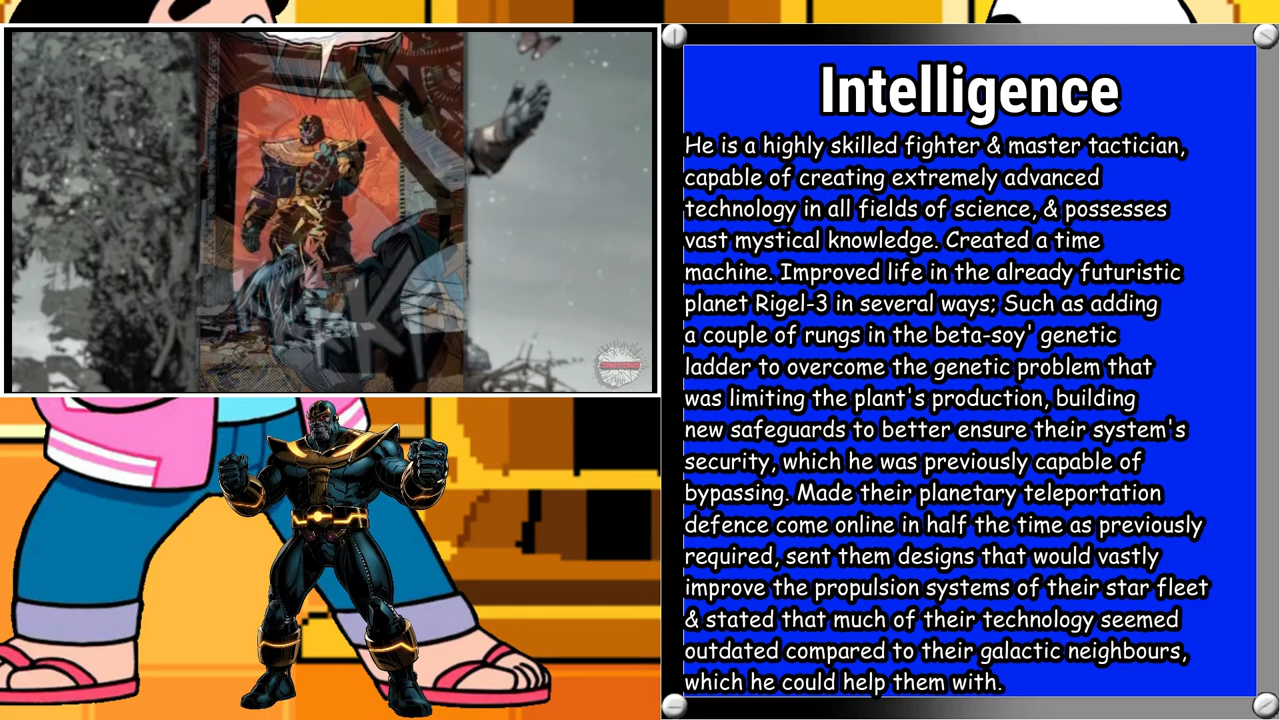 Intelligence
He is a highly skilled fighter & master tactician,
capable of creating extremely advanced
technology in all fields of science, & possesses
vast mystical knowledge. Created a time
machine. Improved life in the already futuristic
planet Rigel-3 in several ways; Such as adding
a couple of rungs in the beta-soy' genetic
ladder to overcome the genetic problem that
was limiting the plant's production, building
new safeguards to better ensure their system's
security, which he was previously capable of
bypassing. Made their planetary teleportation
defence come online in half the time as previously
required, sent them designs that would vastly
improve the propulsion systems of their star fleet
& stated that much of their technology seemed
outdated compared to their galactic neighbours,
which he could help them with.